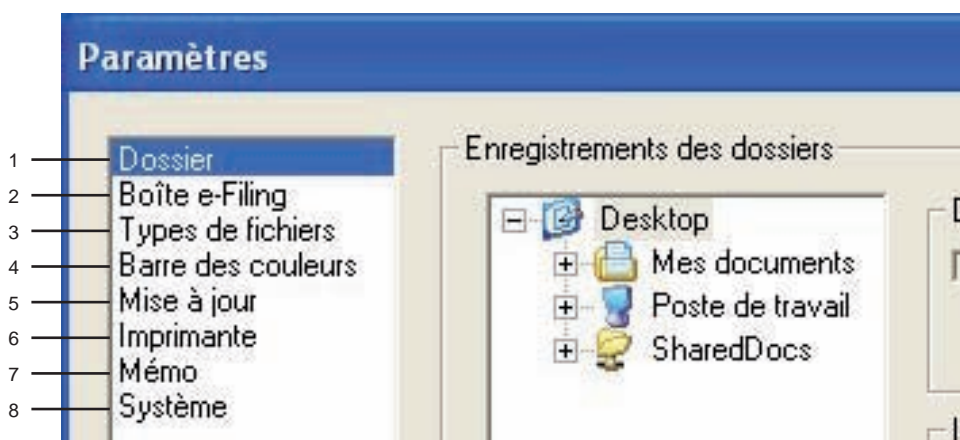 Paramètres
1 Dossier
2 Boîte e-Filing
3 Types de fichiers
4 Barre des couleurs
5 Mise à jour
6 Imprimante
7 Mémo
8 Système
Enregistrements des dossiers
Desktop
Mes documents
Poste de travail
SharedDocs